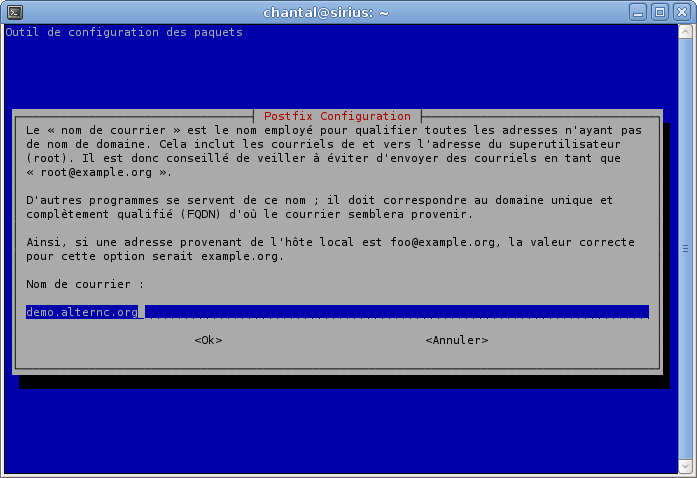 chantal@sirius: ~
Outil de configuration des paquets
Postfix Configuration
Le « nom de courrier » est le nom employé pour qualifier toutes les adresses n'ayant pas
de nom de domaine. Cela inclut les courriels de et vers l'adresse du superutilisateur
(root). Il est donc conseillé de veiller à éviter d'envoyer des courriels en tant que
« root@example.org ».
D'autres programmes se servent de ce nom ; il doit correspondre au domaine unique et
complètement qualifié (FQDN) d'où le courrier semblera provenir.
Ainsi, si une adresse provenant de l'hôte local est foo@example.org, la valeur correcte
pour cette option serait example.org.
Nom de courrier :
demo.alternc.org
<Ok> <Annuler>